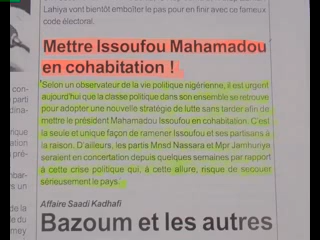 Lahiya vont bientôt emboîter le pas pour en finir avec ce fameux
code électoral.
Mettre Issoufou Mahamadou
en cohabitation !
Selon un observateur de la vie politique nigérienne, il est urgent
aujourd'hui que la classe politique dans son ensemble se retrouve
pour adopter une nouvelle stratégie de lutte sans tarder afin de
mettre le président Mahamadou Issoufou en cohabitation. C'est
la seule et unique façon de ramener Issoufou et ses partisans à
la raison. D'ailleurs, les partis Mnsd Nassara et Mpr Jamhuriya
seraient en concertation depuis quelques semaines par rapport
à cette crise politique qui, à cette allure, risque de secouer
sérieusement le pays.
Affaire Saadi Kadhafi
Bazoum et les autres